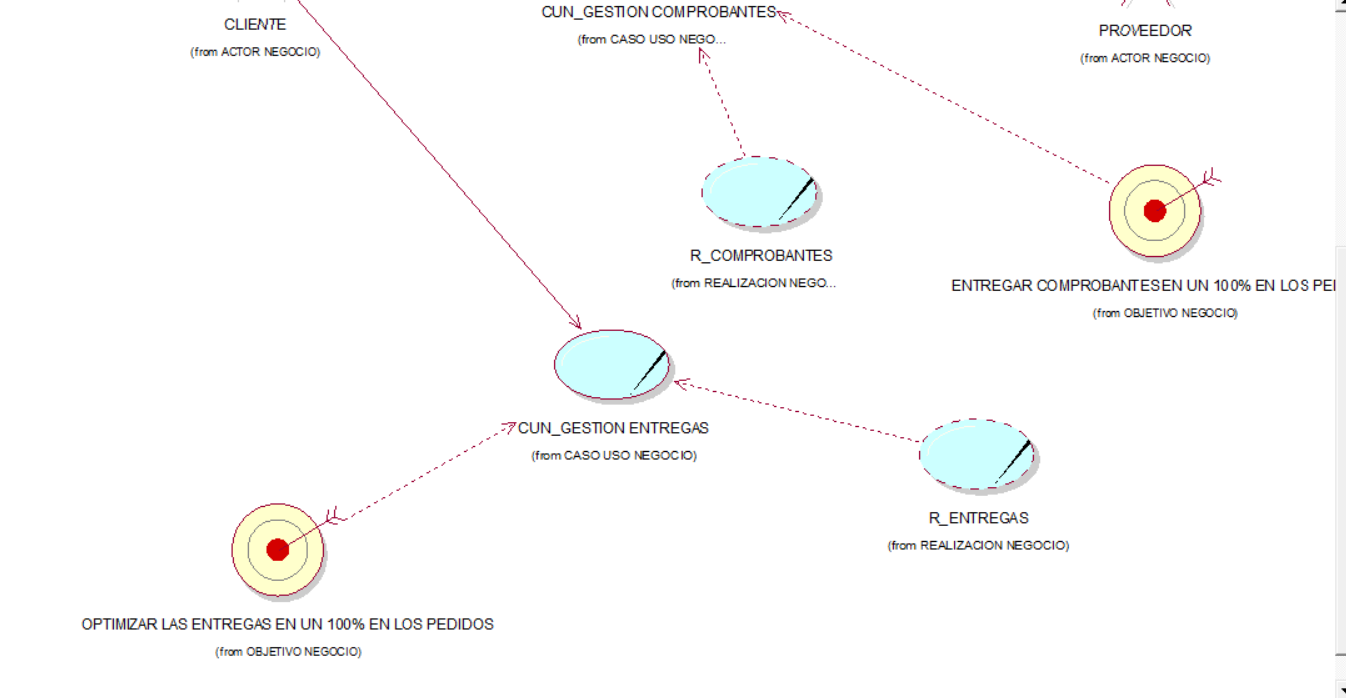 CUN_GESTION COMPROBANTES
(from CASO USO NEGO...
CLIENTE
(from ACTOR NEGOCIO)
PROVEEDOR
(from ACTOR NEGOCIO)
R_COMPROBANTES
(from REALIZACION NEGO...
ENTREGAR COMPROBANTES EN UN 100% EN LOS PE
(from OBJETIVO NEGOCIO)
CUN_GESTION ENTREGAS
(from CASO USO NEGOCIO)
R_ENTREGAS
(from REALIZACION NEGOCIO)
OPTIMIZAR LAS ENTREGAS EN UN 100% EN LOS PEDIDOS
(from OBJETIVO NEGOCIO)